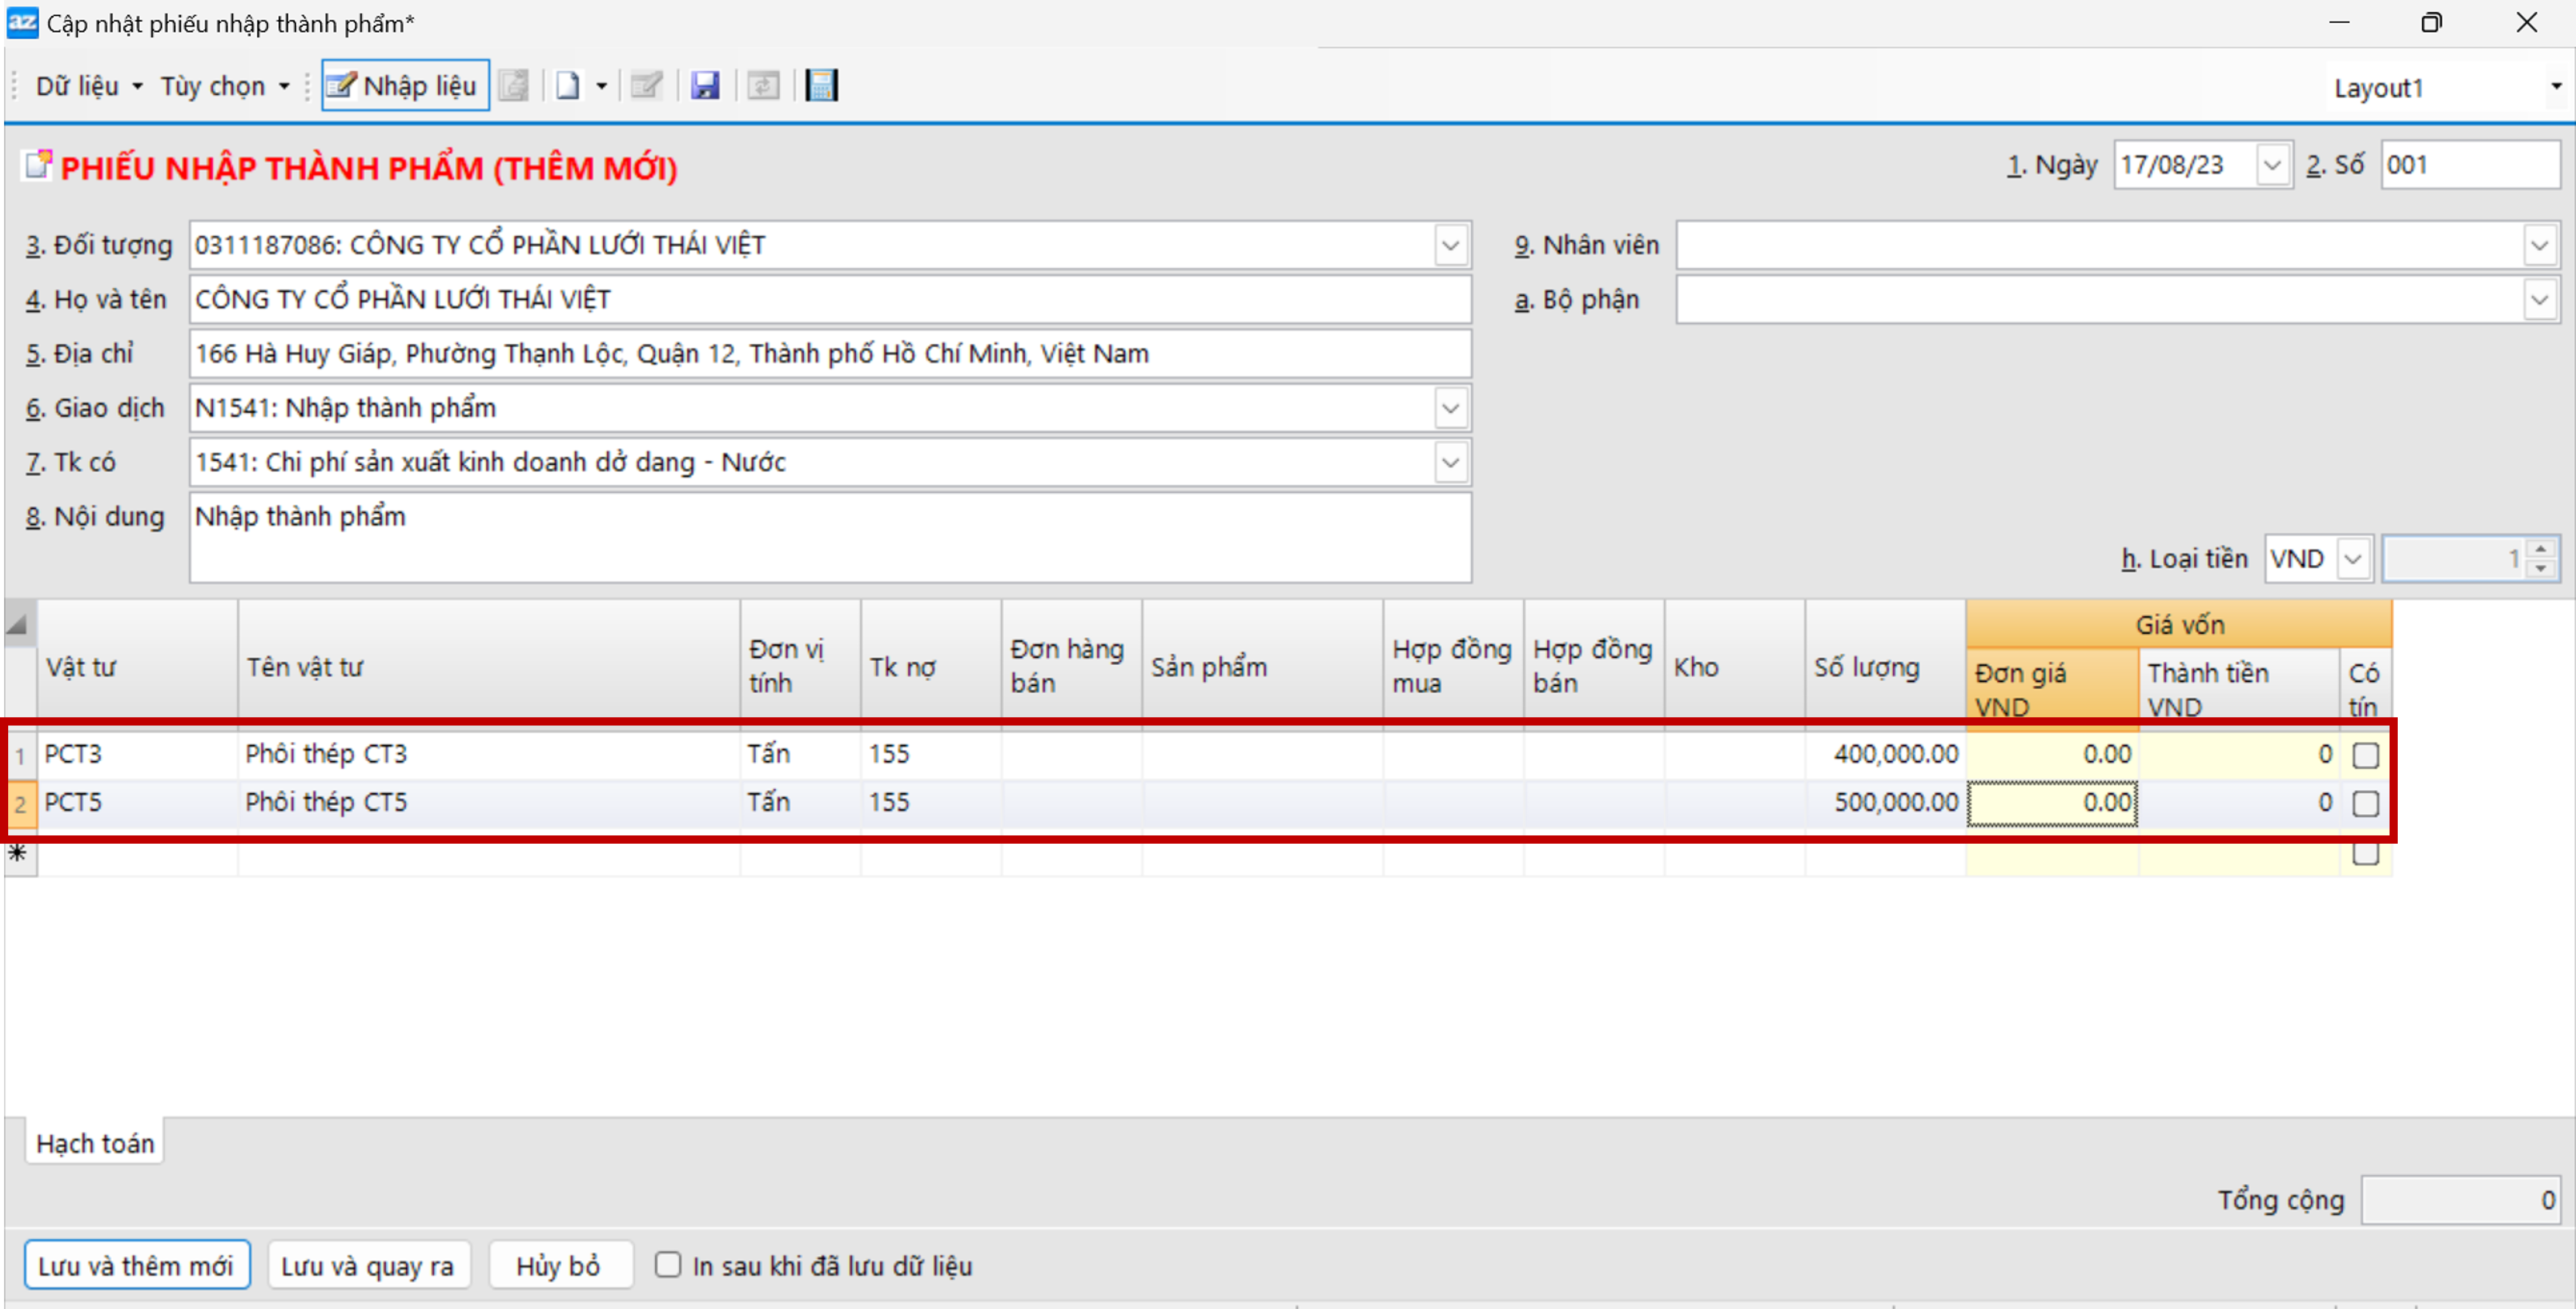 az Cập nhật phiếu nhập thành phẩm*
Dữ liệu Tùy chọn Nhập liệu Layout1
PHIẾU NHẬP THÀNH PHẨM (THÊM MỚI) 1. Ngày 17/08/23 2. Số 001
3. Đối tượng 0311187086: CÔNG TY CỔ PHẦN LƯỚI THÁI VIỆT 9. Nhân viên
4. Họ và tên CÔNG TY CỔ PHẦN LƯỚI THÁI VIỆT a. Bộ phận
5. Địa chỉ 166 Hà Huy Giáp, Phường Thạnh Lộc, Quận 12, Thành phố Hồ Chí Minh, Việt Nam
6. Giao dịch N1541: Nhập thành phẩm
7. Tk có 1541: Chi phí sản xuất kinh doanh dở dang - Nước
8. Nội dung Nhập thành phẩm
h. Loại tiền VND 1
Giá vốn
Vật tư Tên vật tư Đơn vị tính Tk nợ Đơn hàng bán Sản phẩm Hợp đồng mua Hợp đồng bán Kho Số lượng Đơn giá VND Thành tiền VND Có tín
1 PCT3 Phôi thép CT3 Tấn 155 400,000.00 0.00 0
2 PCT5 Phôi thép CT5 Tấn 155 500,000.00 0.00 0
*
Hạch toán
Tổng cộng 0
Lưu và thêm mới Lưu và quay ra Hủy bỏ In sau khi đã lưu dữ liệu